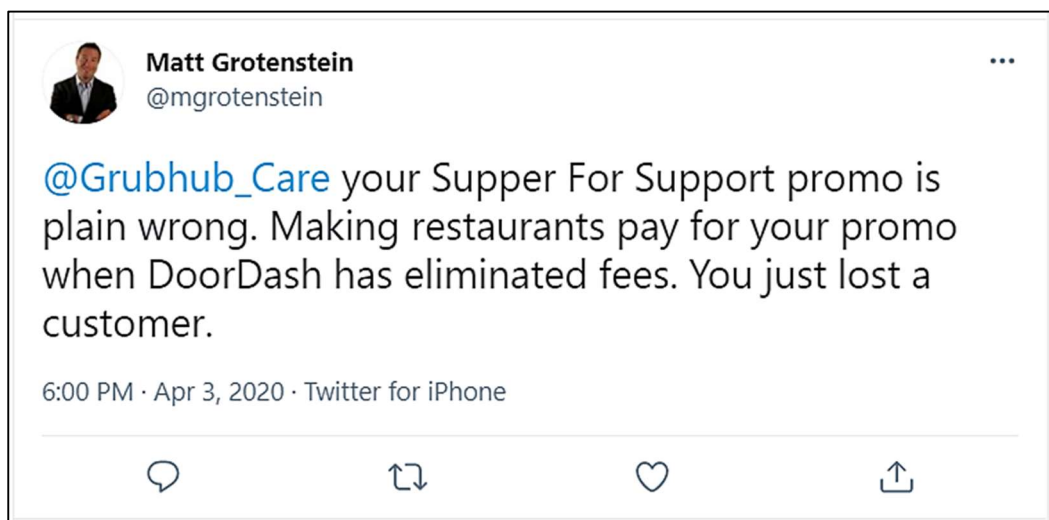 Matt Grotenstein
@mgrotenstein
@Grubhub_Care your Supper For Support promo is
plain wrong. Making restaurants pay for your promo
when DoorDash has eliminated fees. You just lost a
customer.
6:00 PM · Apr 3, 2020 · Twitter for iPhone